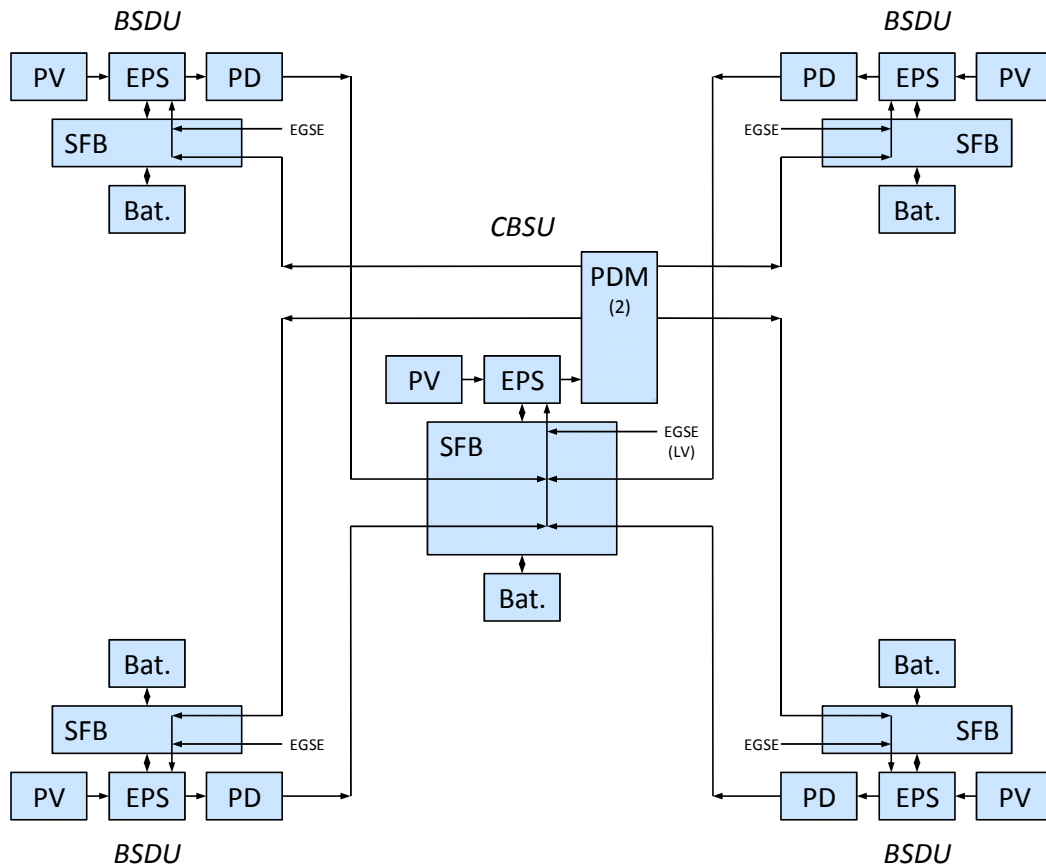 BSDU
BSDU
PV
EPS
PD
PD
EPS
PV
SFB
EGSE
EGSE
SFB
Bat.
Bat.
CBSU
PDM
(2)
PV
EPS
SFB
EGSE
(LV)
Bat.
Bat.
Bat.
SFB
EGSE
EGSE
SFB
PV
EPS
PD
PD
EPS
PV
BSDU
BSDU